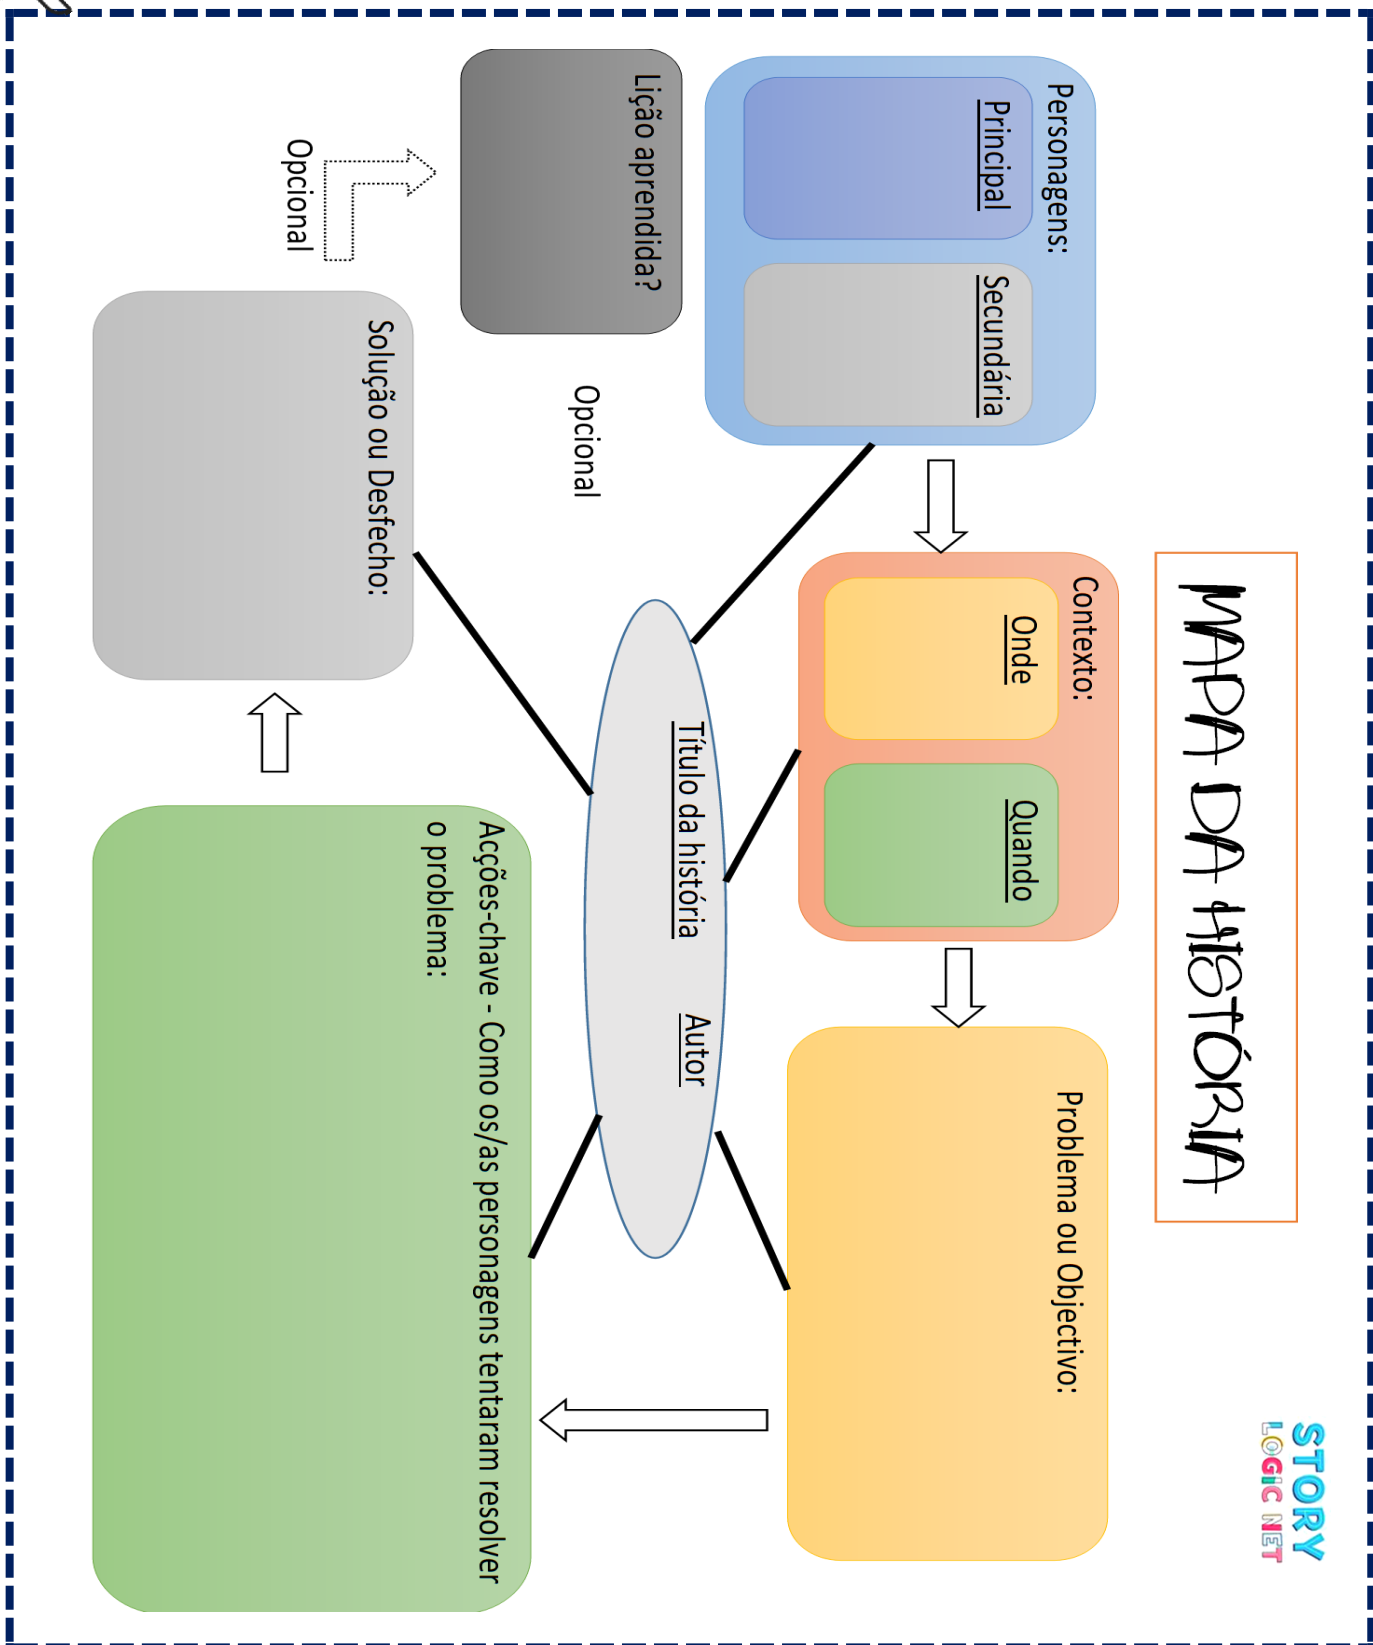 MAPA DA HISTÓRIA
STORY
LOGIC NET
Personagens:
Principal
Secundária
Contexto:
Onde
Quando
Problema ou Objectivo:
Título da história
Autor
Acções-chave - Como os/as personagens tentaram resolver
o problema:
Solução ou Desfecho:
Opcional
Lição aprendida?
Opcional